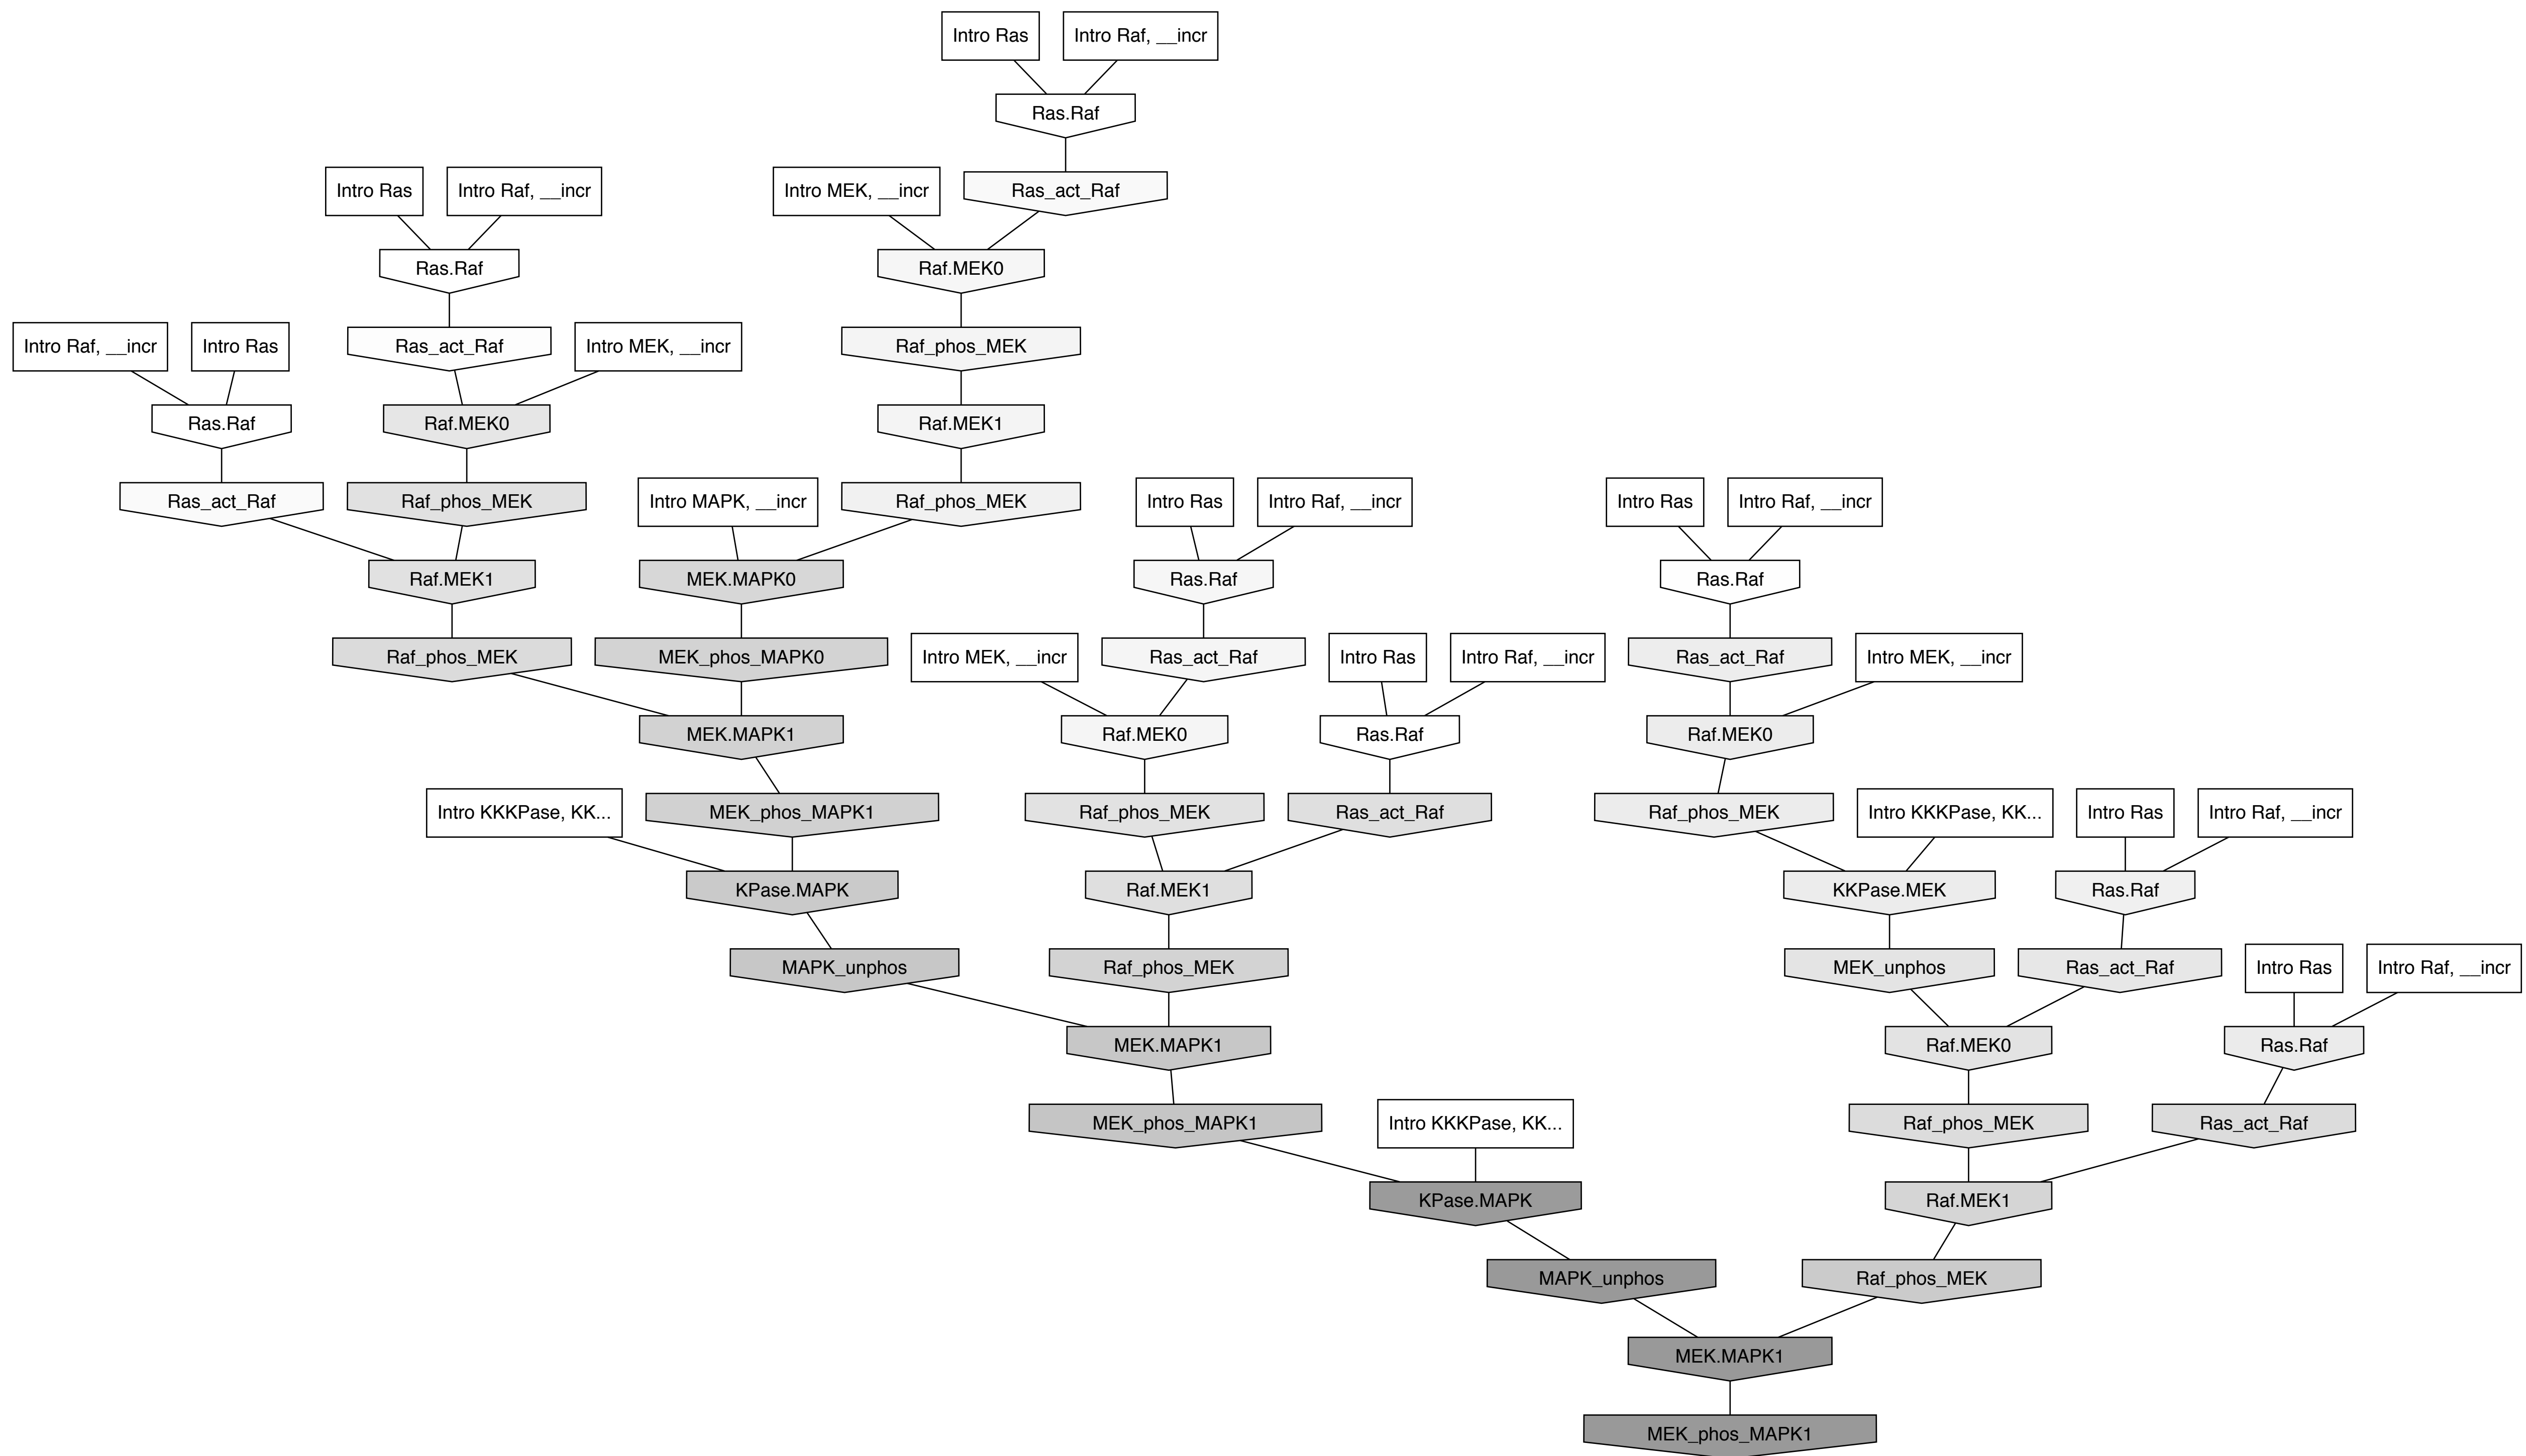 Intro Ras
Intro Raf, __incr
Ras.Raf
Intro Ras
Intro Raf, __incr
Intro MEK, __incr
Ras_act_Raf
Ras.Raf
Raf.MEK0
Intro Raf, __incr
Intro Ras
Ras_act_Raf
Intro MEK, __incr
Raf_phos_MEK
Ras.Raf
Raf.MEK0
Raf.MEK1
Ras_act_Raf
Raf_phos_MEK
Intro MAPK, __incr
Raf_phos_MEK
Intro Ras
Intro Raf, __incr
Intro Ras
Intro Raf, __incr
Raf.MEK1
MEK.MAPK0
Ras.Raf
Ras.Raf
Raf_phos_MEK
MEK_phos_MAPK0
Intro MEK, __incr
Ras_act_Raf
Intro Ras
Intro Raf, __incr
Ras_act_Raf
Intro MEK, __incr
MEK.MAPK1
Raf.MEK0
Ras.Raf
Raf.MEK0
Intro KKKPase, KK...
MEK_phos_MAPK1
Raf_phos_MEK
Ras_act_Raf
Raf_phos_MEK
Intro KKKPase, KK...
Intro Ras
Intro Raf, __incr
KPase.MAPK
Raf.MEK1
KKPase.MEK
Ras.Raf
MAPK_unphos
Raf_phos_MEK
MEK_unphos
Ras_act_Raf
Intro Ras
Intro Raf, __incr
MEK.MAPK1
Raf.MEK0
Ras.Raf
MEK_phos_MAPK1
Intro KKKPase, KK...
Raf_phos_MEK
Ras_act_Raf
KPase.MAPK
Raf.MEK1
MAPK_unphos
Raf_phos_MEK
MEK.MAPK1
MEK_phos_MAPK1